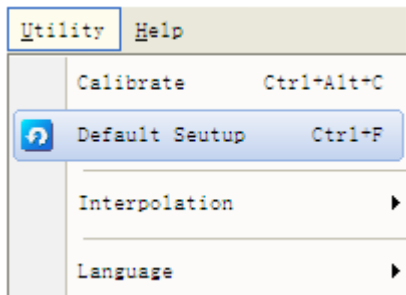 Utility Help
Calibrate Ctrl+Alt+C
Default Seutup Ctrl+F
Interpolation
Language